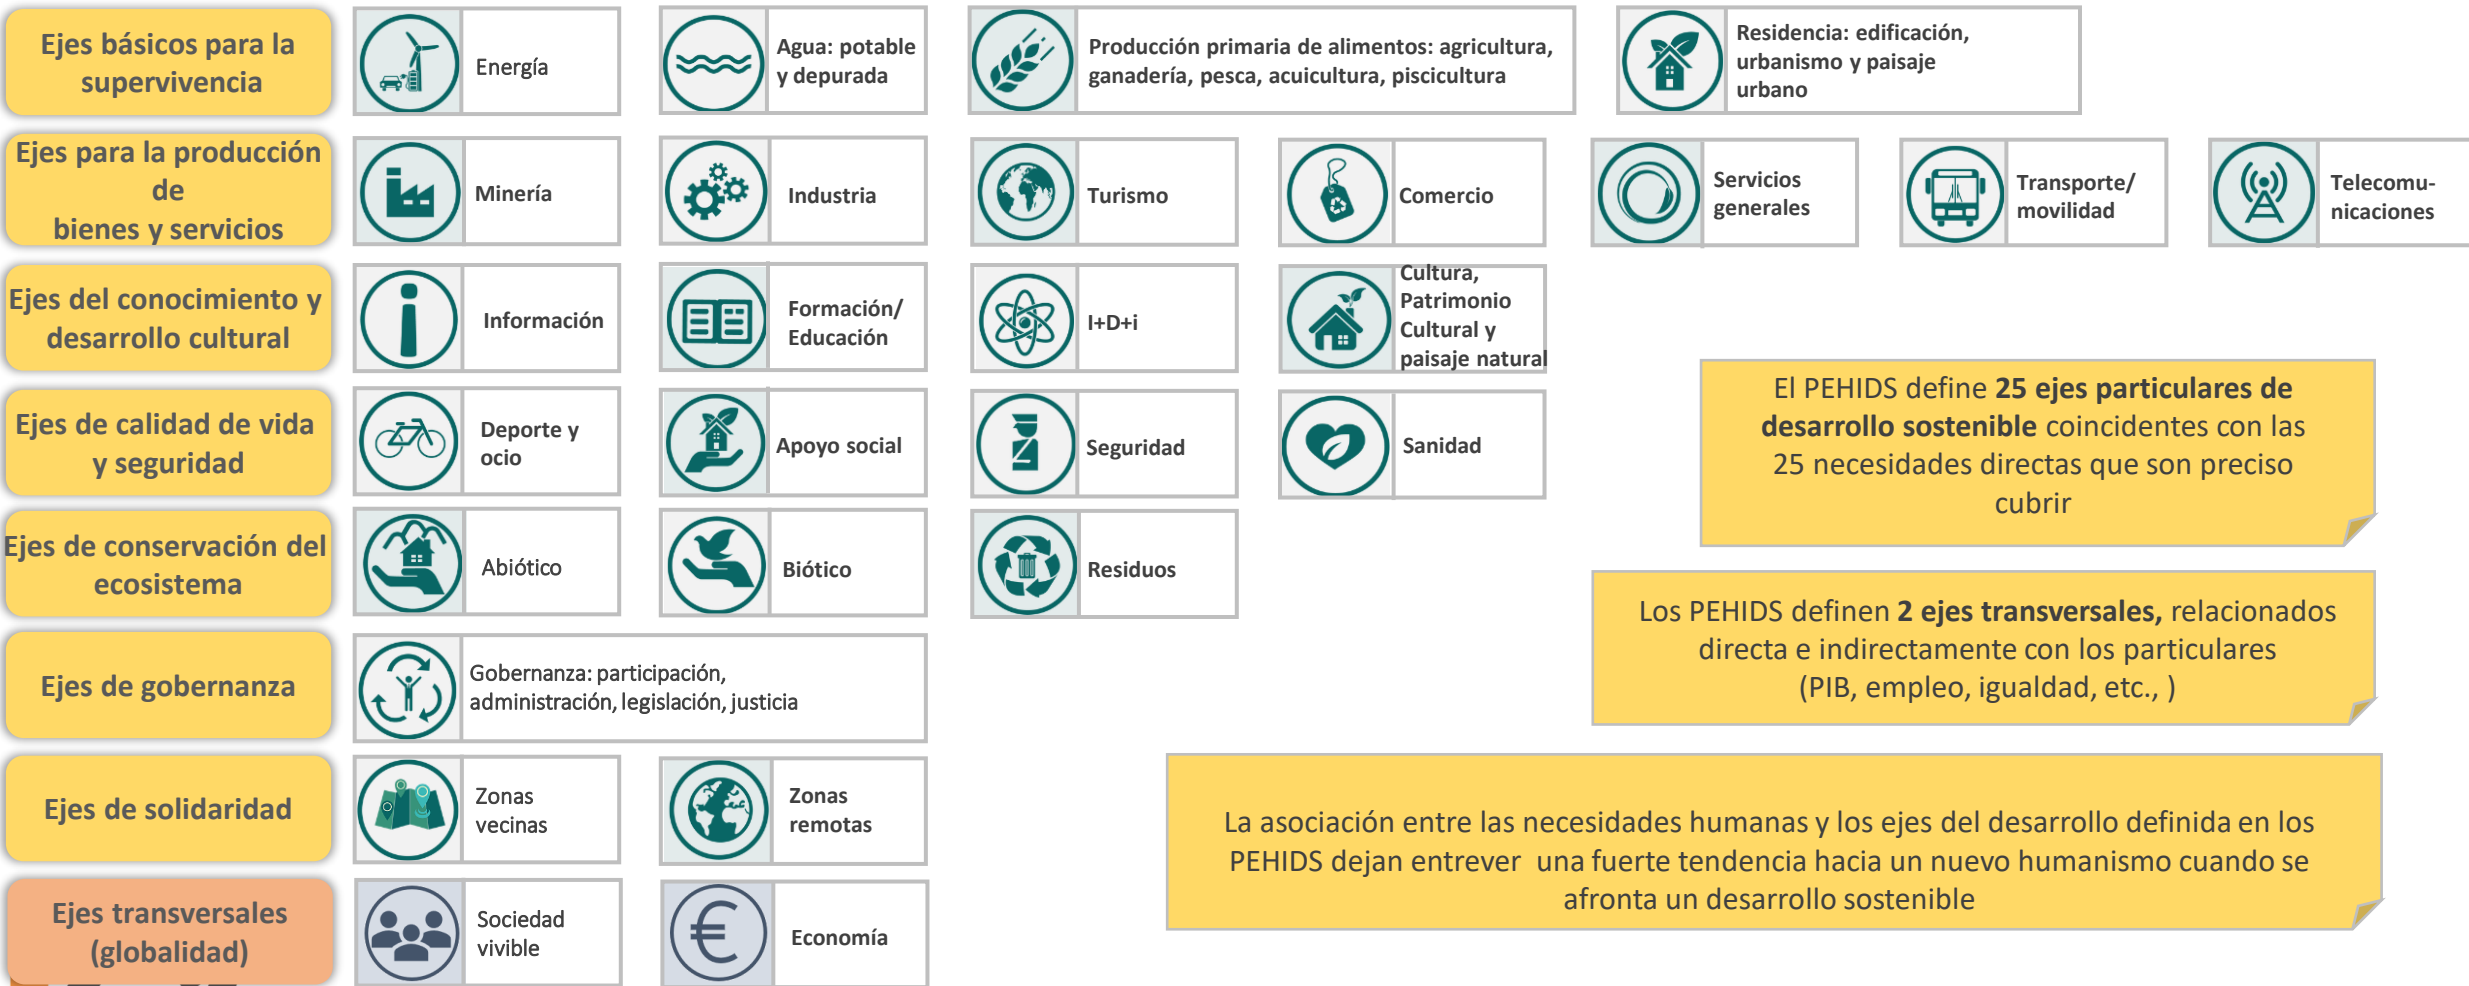 Ejes básicos para la
supervivencia
Energía
Agua: potable
y depurada
Producción primaria de alimentos: agricultura,
ganadería, pesca, acuicultura, piscicultura
Residencia: edificación,
urbanismo y paisaje
urbano
Ejes para la producción
de
bienes y servicios
Minería
Industria
Turismo
Comercio
Servicios
generales
Transporte/
movilidad
Telecomu-
nicaciones
Ejes del conocimiento y
desarrollo cultural
Información
Formación/
Educación
I+D+i
Cultura,
Patrimonio
Cultural y
paisaje natural
Ejes de calidad de vida
y seguridad
Deporte y
ocio
Apoyo social
Seguridad
Sanidad
El PEHIDS define 25 ejes particulares de
desarrollo sostenible coincidentes con las
25 necesidades directas que son preciso
cubrir
Ejes de conservación del
ecosistema
Abiótico
Biótico
Residuos
Los PEHIDS definen 2 ejes transversales, relacionados
directa e indirectamente con los particulares
(PIB, empleo, igualdad, etc., )
Ejes de gobernanza
Gobernanza: participación,
administración, legislación, justicia
Ejes de solidaridad
Zonas
vecinas
Zonas
remotas
La asociación entre las necesidades humanas y los ejes del desarrollo definida en los
PEHIDS dejan entrever una fuerte tendencia hacia un nuevo humanismo cuando se
afronta un desarrollo sostenible
Ejes transversales
(globalidad)
Sociedad
vivible
€
Economía